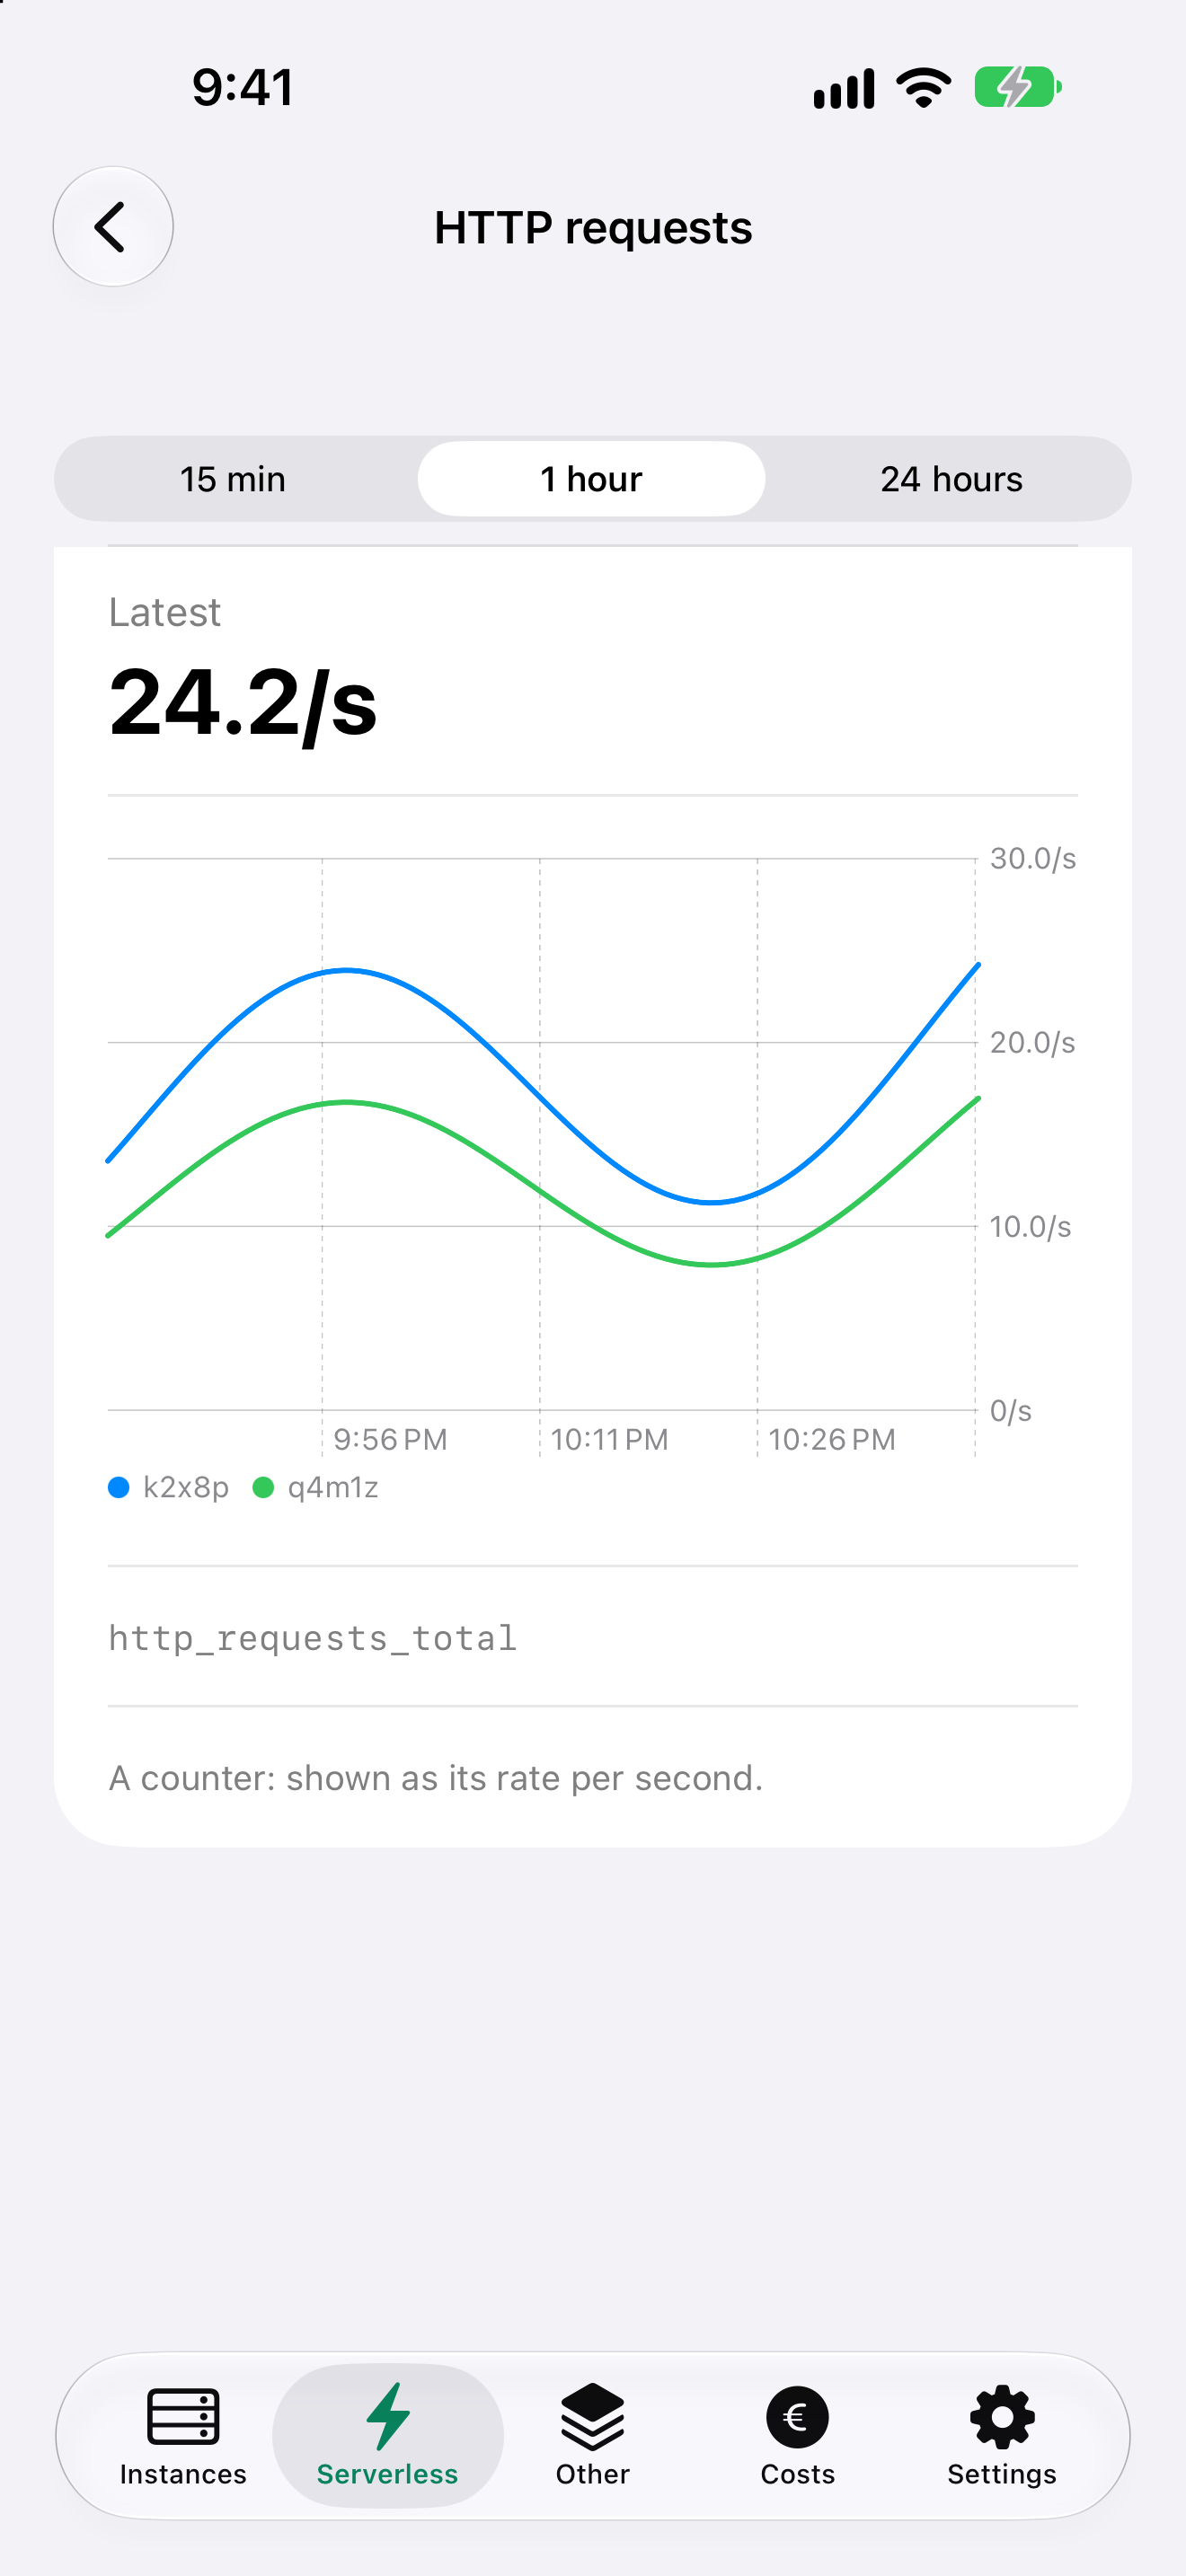 9:41
HTTP requests
15 min 1 hour 24 hours
Latest
24.2/s
30.0/s
20.0/s
10.0/s
0/s
9:56 PM 10:11 PM 10:26 PM
k2x8p q4m1z
http_requests_total
A counter: shown as its rate per second.
Instances Serverless Other Costs Settings